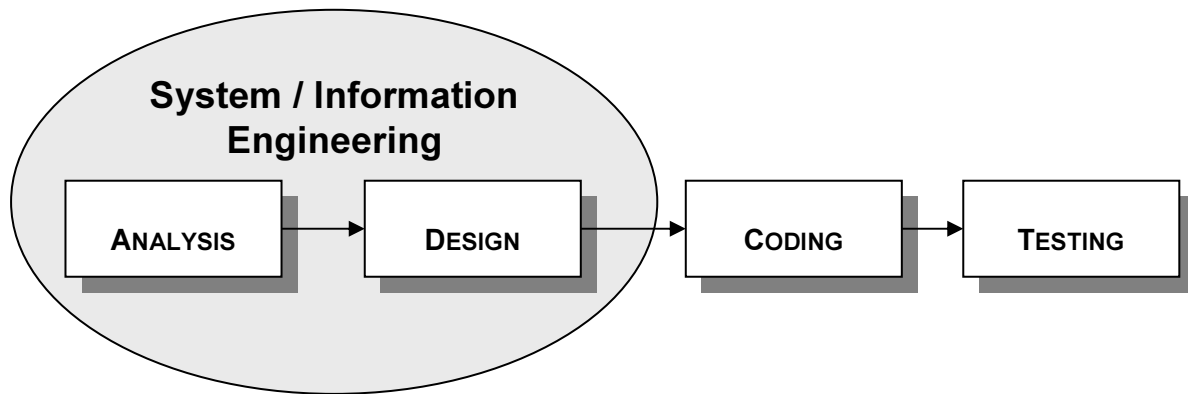 System / Information
Engineering
ANALYSIS
DESIGN
CODING
TESTING